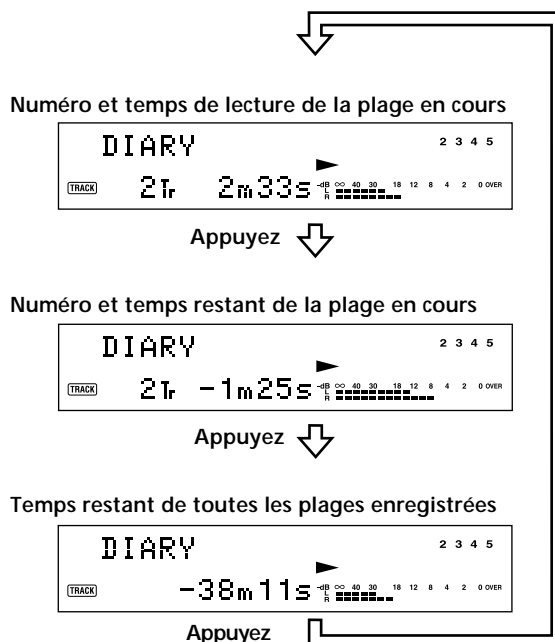 Numéro et temps de lecture de la plage en cours
DIARY 2 3 4 5
TRACK 2Tr 2m33s -dB ∞ 40 30 18 12 8 4 2 0 OVER
L
R
Appuyez
Numéro et temps restant de la plage en cours
DIARY 2 3 4 5
TRACK 2Tr -1m25s -dB ∞ 40 30 18 12 8 4 2 0 OVER
L
R
Appuyez
Temps restant de toutes les plages enregistrées
DIARY 2 3 4 5
TRACK -38m11s -dB ∞ 40 30 18 12 8 4 2 0 OVER
L
R
Appuyez